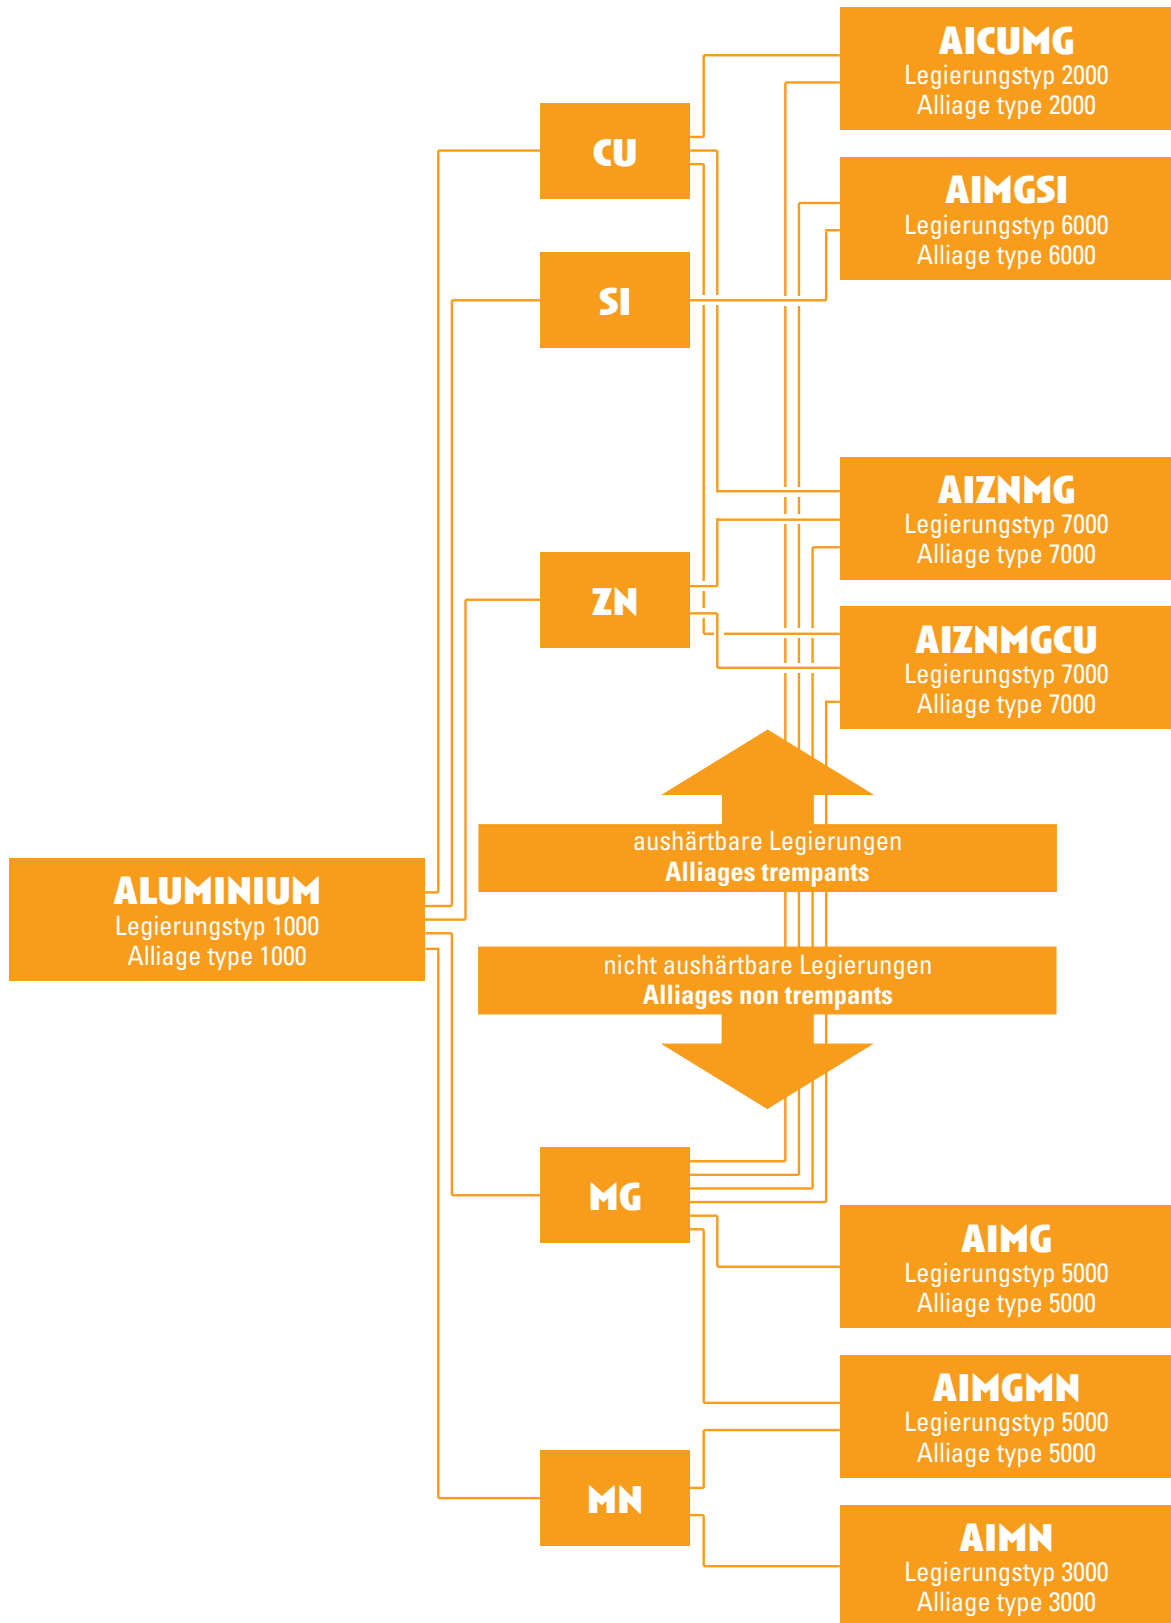 AICUMG
Legierungstyp 2000
Alliage type 2000
CU
AIMGSI
Legierungstyp 6000
Alliage type 6000
SI
AIZNMG
Legierungstyp 7000
Alliage type 7000
ZN
AIZNMGCU
Legierungstyp 7000
Alliage type 7000
aushärtbare Legierungen
Alliages trempants
ALUMINIUM
Legierungstyp 1000
Alliage type 1000
nicht aushärtbare Legierungen
Alliages non trempants
MG
AIMG
Legierungstyp 5000
Alliage type 5000
AIMGMN
Legierungstyp 5000
Alliage type 5000
MN
AIMN
Legierungstyp 3000
Alliage type 3000